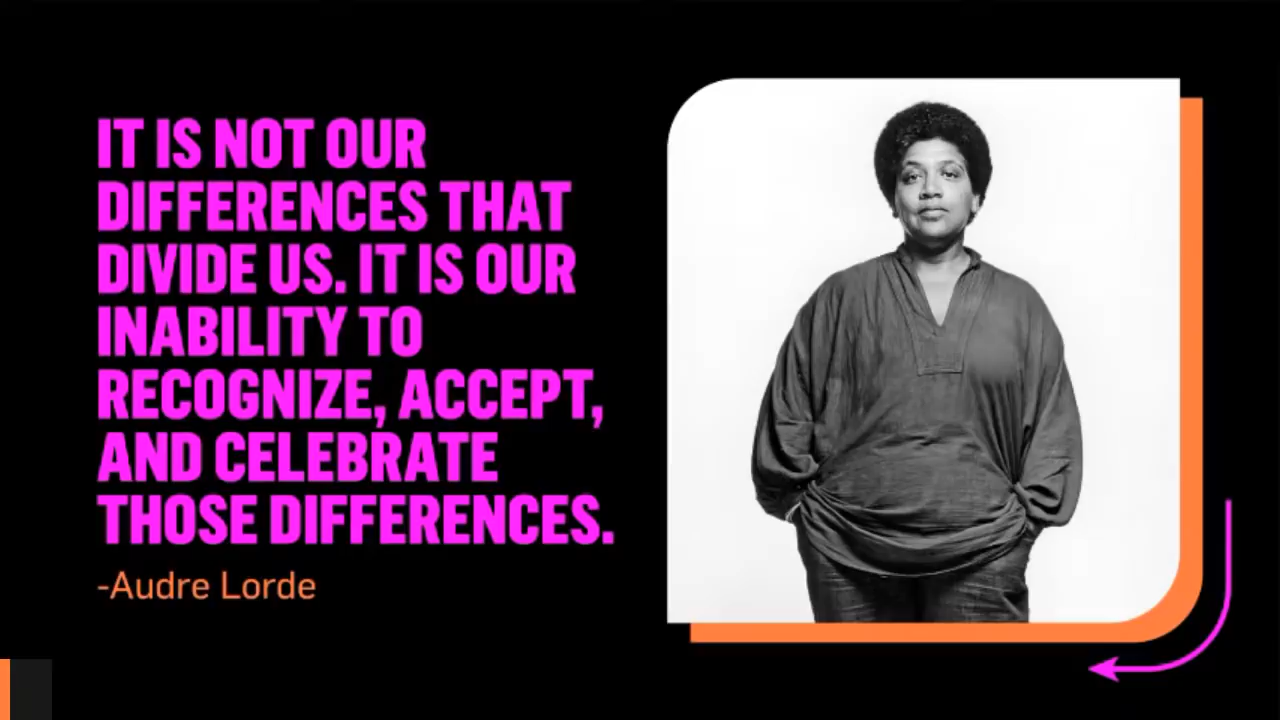 IT IS NOT OUR
DIFFERENCES THAT
DIVIDE US. IT IS OUR
INABILITY TO
RECOGNIZE, ACCEPT,
AND CELEBRATE
THOSE DIFFERENCES.
-Audre Lorde